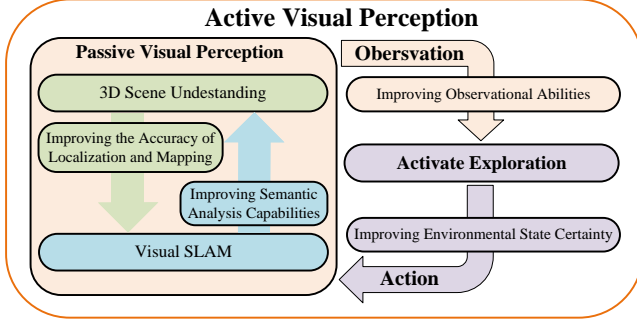 Active Visual Perception
Passive Visual Perception
3D Scene Undestanding
Improving the Accuracy of
Localization and Mapping
Improving Semantic
Analysis Capabilities
Visual SLAM
Obersvation
Improving Observational Abilities
Activate Exploration
Improving Environmental State Certainty
Action